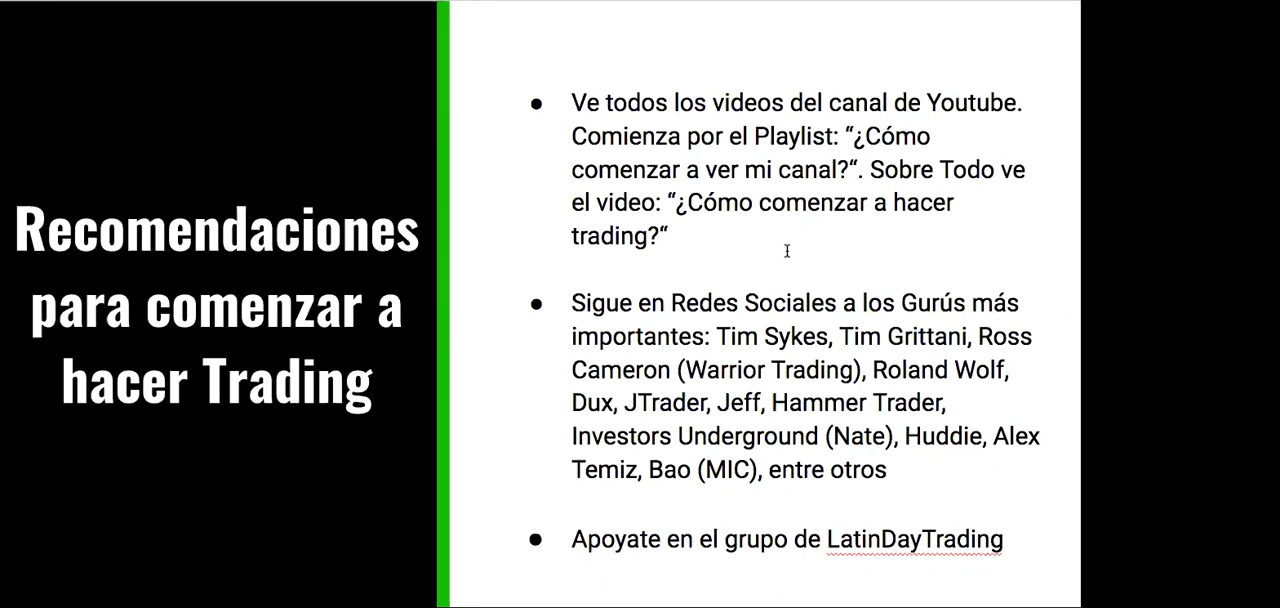 Recomendaciones
para comenzar a
hacer Trading
● Ve todos los videos del canal de Youtube.
Comienza por el Playlist: “¿Cómo
comenzar a ver mi canal?“. Sobre Todo ve
el video: “¿Cómo comenzar a hacer
trading?“
● Sigue en Redes Sociales a los Gurús más
importantes: Tim Sykes, Tim Grittani, Ross
Cameron (Warrior Trading), Roland Wolf,
Dux, JTrader, Jeff, Hammer Trader,
Investors Underground (Nate), Huddie, Alex
Temiz, Bao (MIC), entre otros
● Apoyate en el grupo de LatinDayTrading